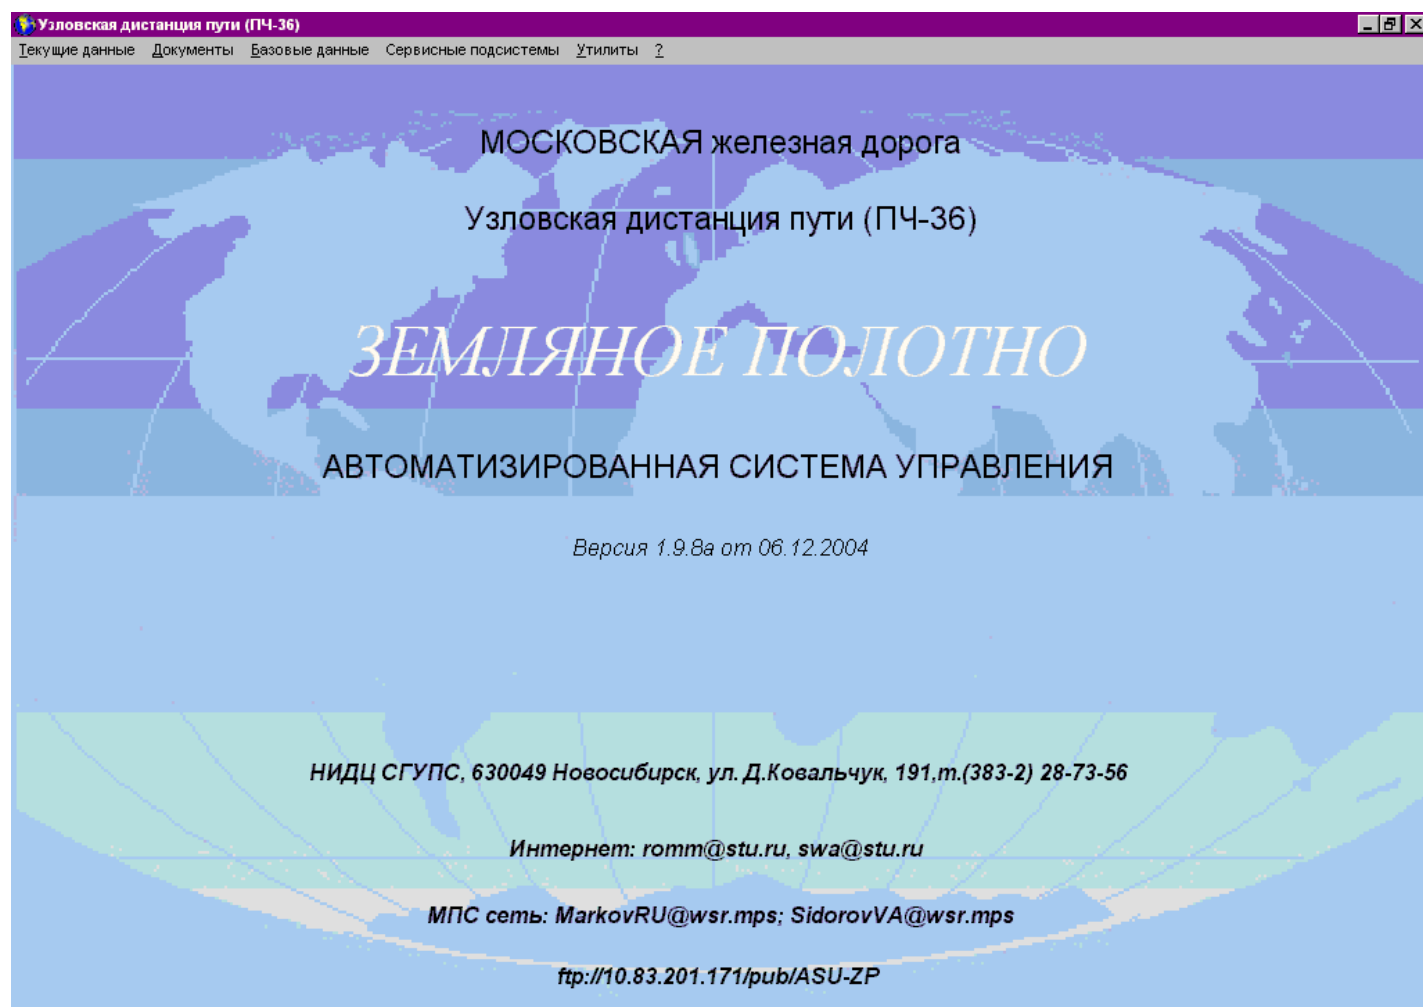 Узловская дистанция пути (ПЧ-36)
Текущие данные Документы Базовые данные Сервисные подсистемы Утилиты ?
МОСКОВСКАЯ железная дорога
Узловская дистанция пути (ПЧ-36)
ЗЕМЛЯНОЕ ПОЛОТНО
АВТОМАТИЗИРОВАННАЯ СИСТЕМА УПРАВЛЕНИЯ
Версия 1.9.8а от 06.12.2004
НИДЦ СГУПС, 630049 Новосибирск, ул. Д.Ковальчук, 191,т.(383-2) 28-73-56
Интернет: romm@stu.ru, swa@stu.ru
МПС сеть: MarkovRU@wsr.mps; SidorovVA@wsr.mps
ftp://10.83.201.171/pub/ASU-ZP